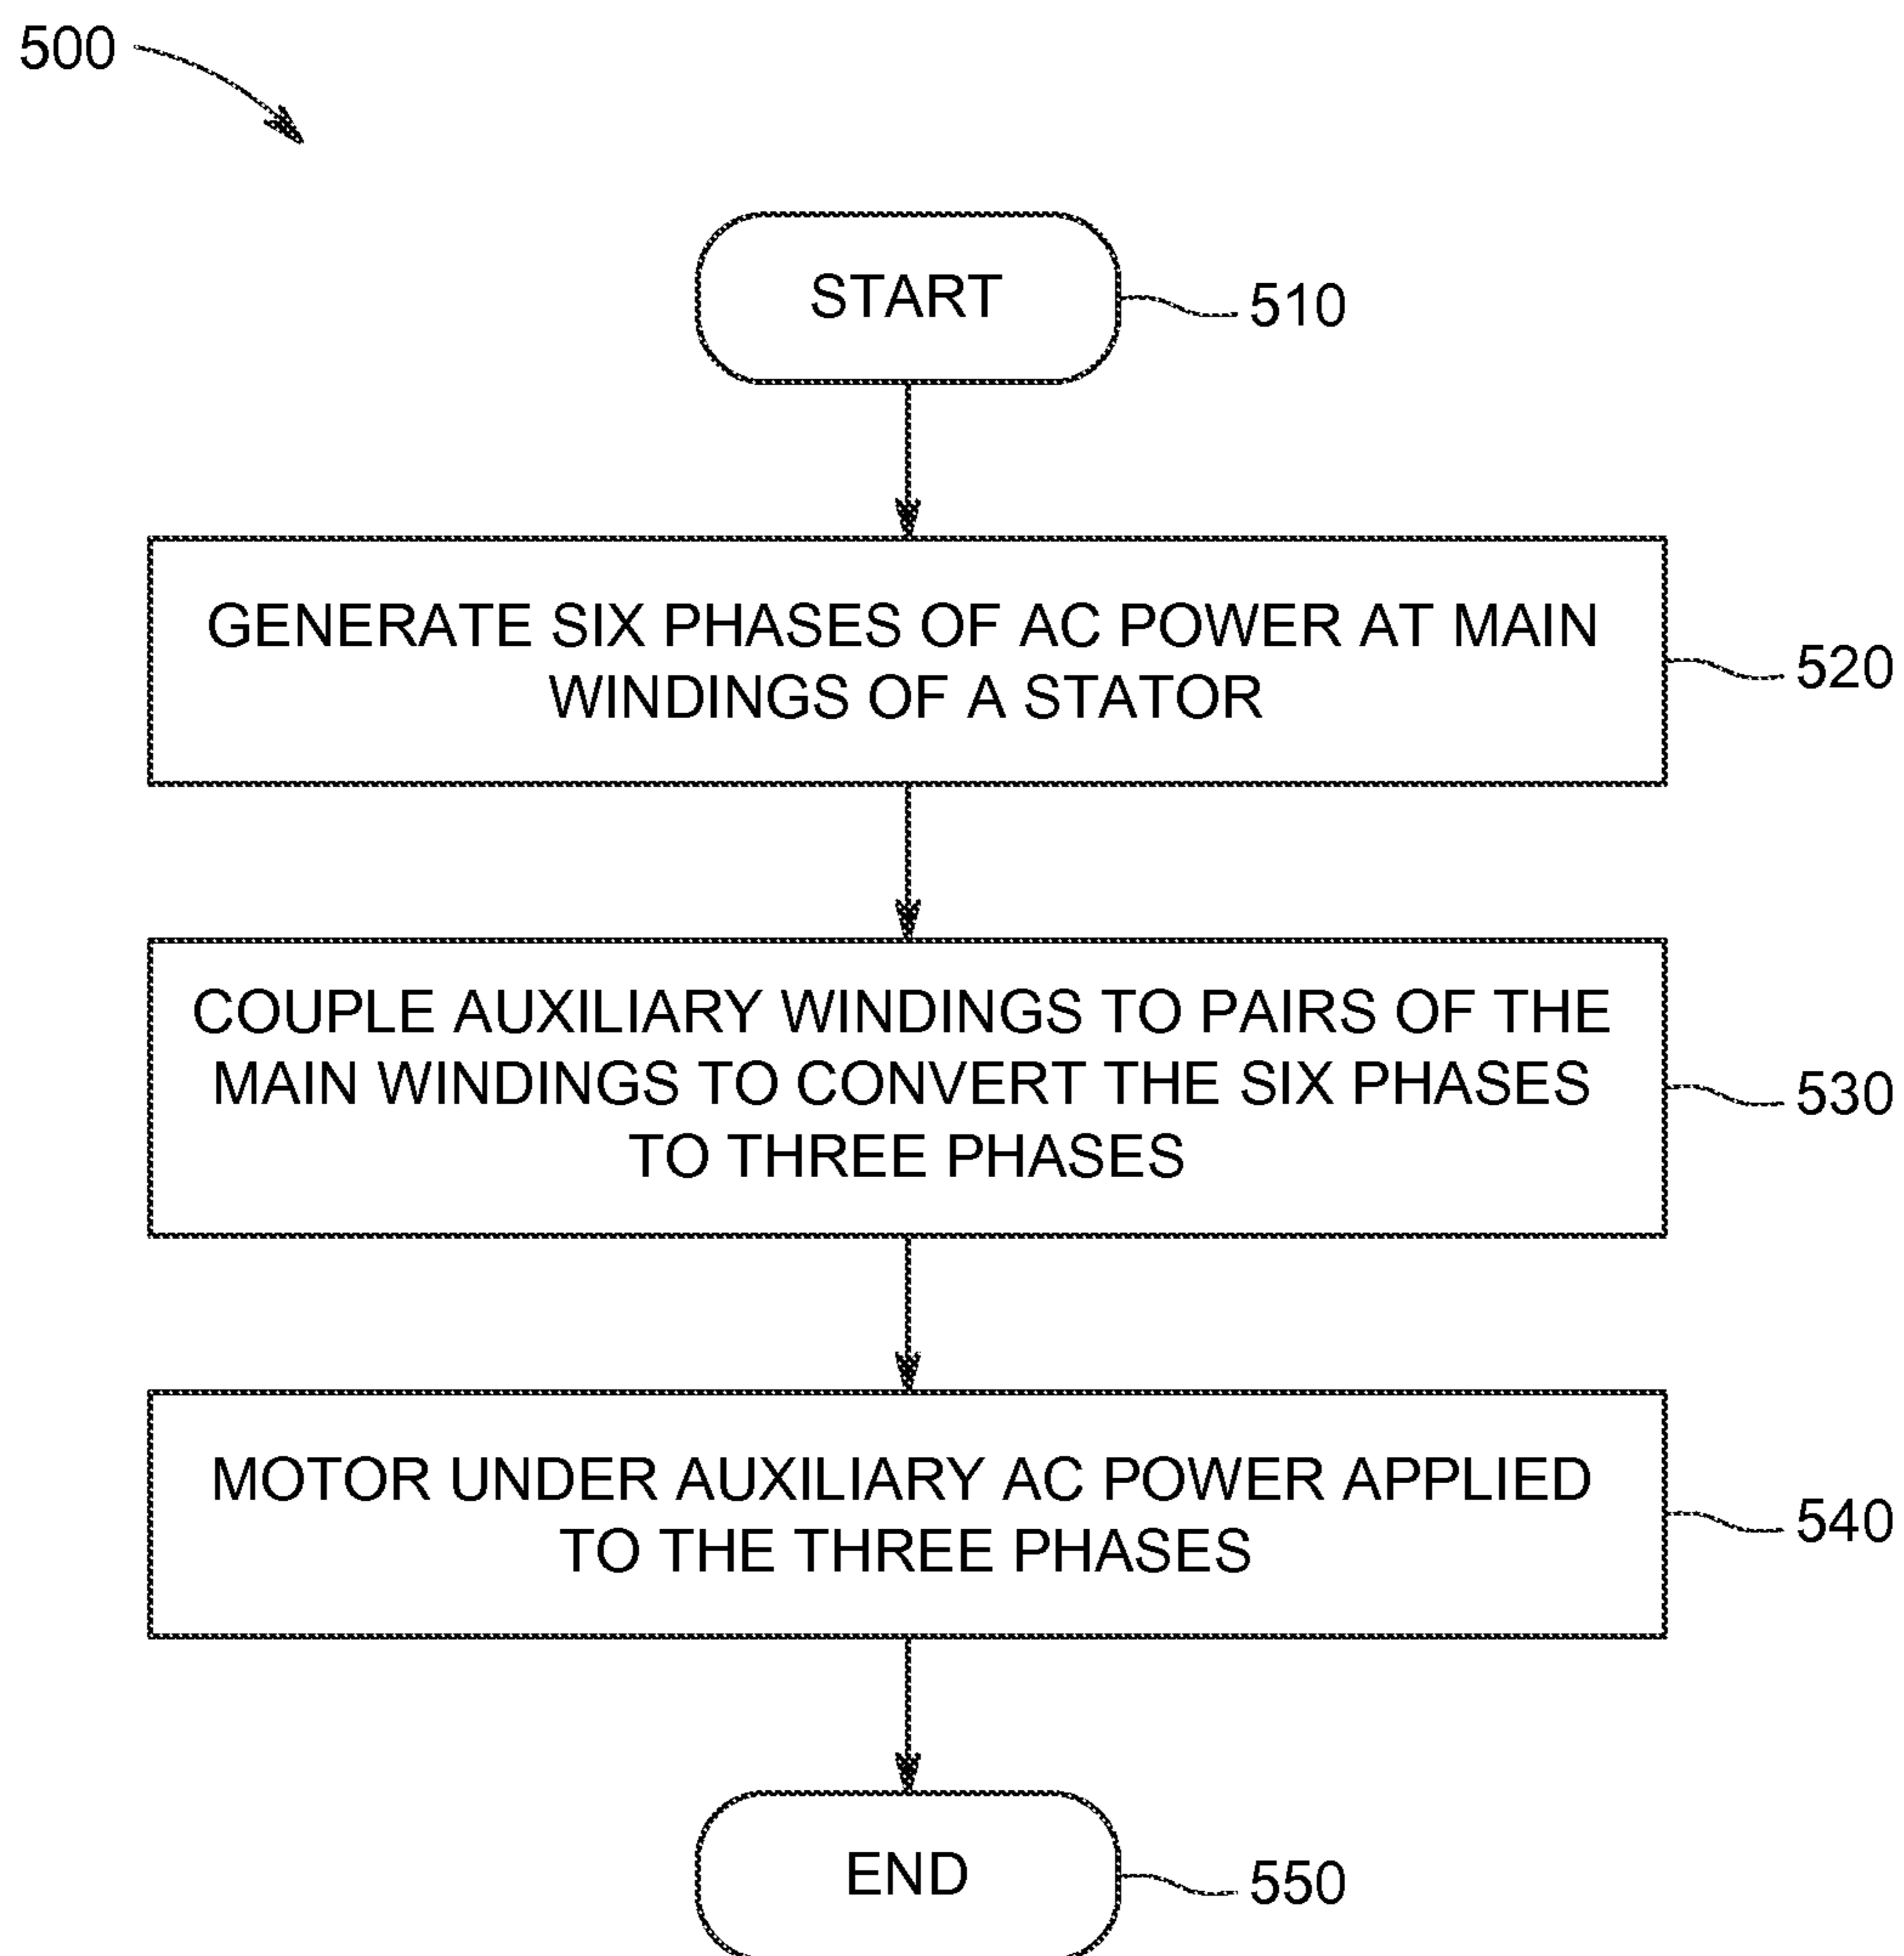 500
START
510
GENERATE SIX PHASES OF AC POWER AT MAIN
WINDINGS OF A STATOR
520
COUPLE AUXILIARY WINDINGS TO PAIRS OF THE
MAIN WINDINGS TO CONVERT THE SIX PHASES
TO THREE PHASES
530
MOTOR UNDER AUXILIARY AC POWER APPLIED
TO THE THREE PHASES
540
END
550